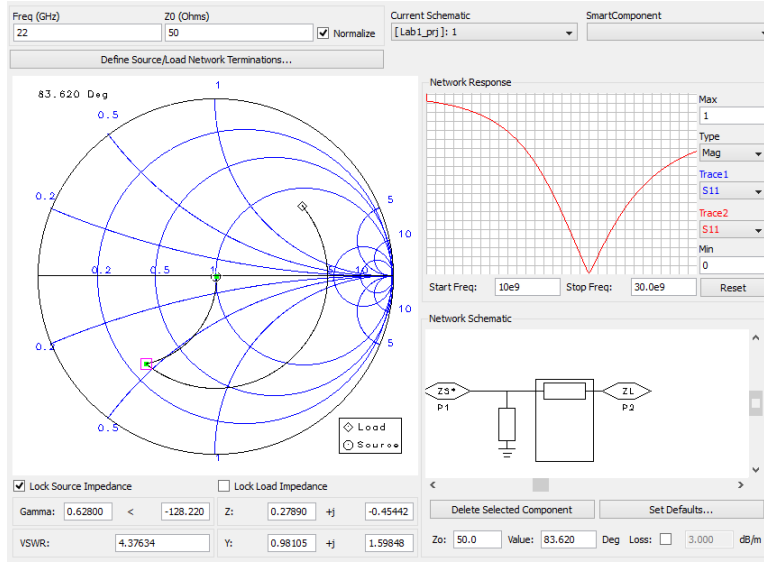 Freq (GHz)
Z0 (Ohms)
22
50
Normalize
Define Source/Load Network Terminations...
Current Schematic
SmartComponent
[Lab1_prj]: 1
83.620 Deg
1
0.5
0.2
5
10
0.2
0.5
1
5
10
10
5
0.2
0.5
1
Load
Source
Network Response
Max
1
Type
Mag
Trace1
S11
Trace2
S11
Min
0
Start Freq:
10e9
Stop Freq:
30.0e9
Reset
Network Schematic
ZS*
P1
ZL
P2
Lock Source Impedance
Lock Load Impedance
Gamma:
0.62800
<
-128.220
Z:
0.27890
+j
-0.45442
VSWR:
4.37634
Y:
0.98105
+j
1.59848
Delete Selected Component
Set Defaults...
Zo:
50.0
Value:
83.620
Deg
Loss:
3.000
dB/m